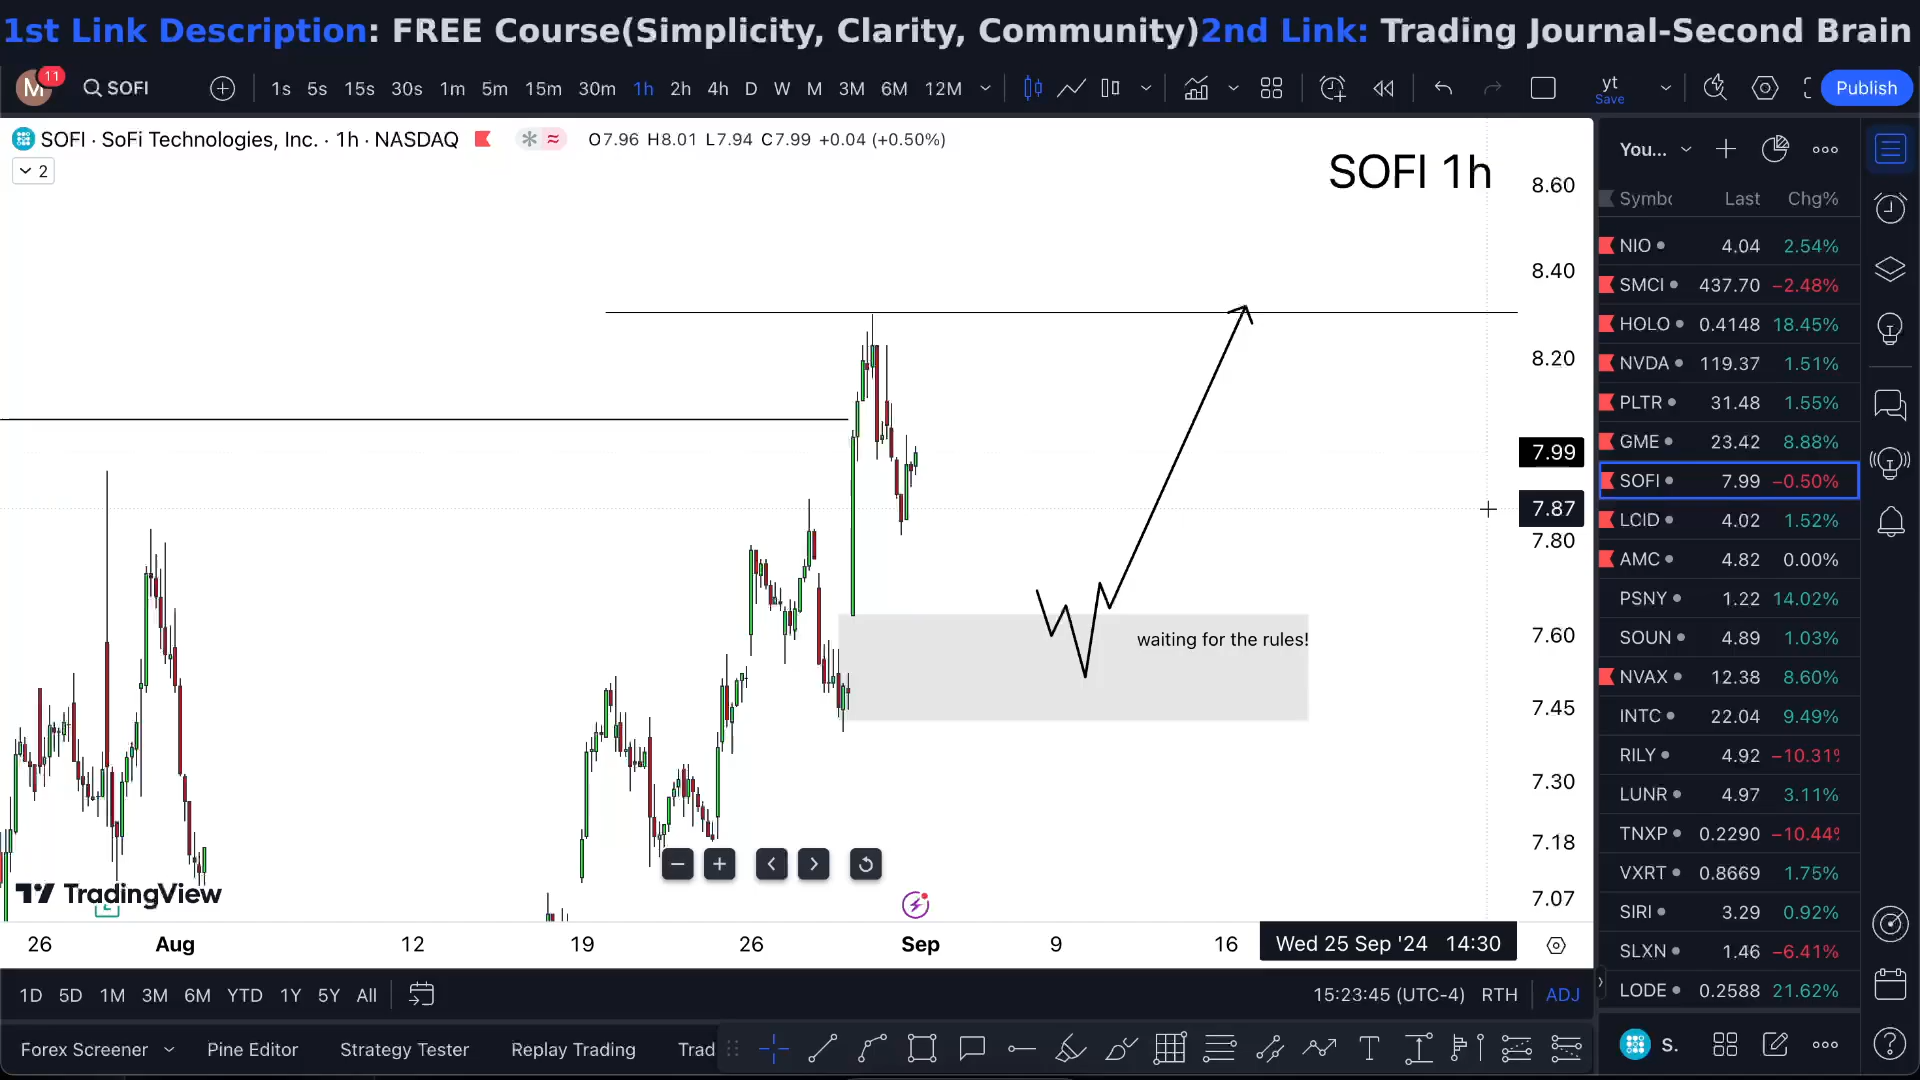 1st Link Description: FREE Course(Simplicity, Clarity, Community)2nd Link: Trading Journal-Second Brain
M 11 SOFI 1s 5s 15s 30s 1m 5m 15m 30m 1h 2h 4h D W M 3M 6M 12M yt Save Publish
SOFI · SoFi Technologies, Inc. · 1h · NASDAQ O7.96 H8.01 L7.94 C7.99 +0.04 (+0.50%)
2
SOFI 1h
8.60
8.40
8.20
7.99
7.87
7.80
7.60
7.45
7.30
7.18
7.07
waiting for the rules!
TradingView
26 Aug 12 19 26 Sep 9 16 Wed 25 Sep '24 14:30
1D 5D 1M 3M 6M YTD 1Y 5Y All 15:23:45 (UTC-4) RTH ADJ
Forex Screener Pine Editor Strategy Tester Replay Trading Trad
You...
Symbo Last Chg%
NIO 4.04 2.54%
SMCI 437.70 −2.48%
HOLO 0.4148 18.45%
NVDA 119.37 1.51%
PLTR 31.48 1.55%
GME 23.42 8.88%
SOFI 7.99 −0.50%
LCID 4.02 1.52%
AMC 4.82 0.00%
PSNY 1.22 14.02%
SOUN 4.89 1.03%
NVAX 12.38 8.60%
INTC 22.04 9.49%
RILY 4.92 −10.31%
LUNR 4.97 3.11%
TNXP 0.2290 −10.44%
VXRT 0.8669 1.75%
SIRI 3.29 0.92%
SLXN 1.46 −6.41%
LODE 0.2588 21.62%
S.